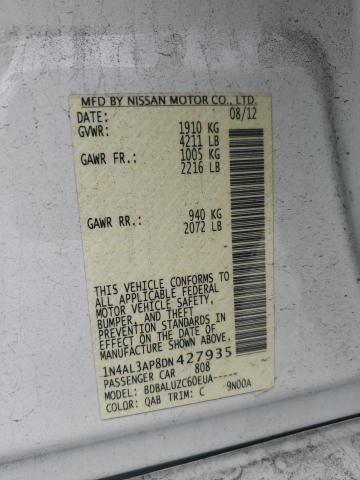 MFD BY NISSAN MOTOR CO., LTD.
DATE: 08/12
GVWR: 1910 KG
4211 LB
GAWR FR.: 1005 KG
2216 LB
GAWR RR.: 940 KG
2072 LB
THIS VEHICLE CONFORMS TO
ALL APPLICABLE FEDERAL
MOTOR VEHICLE SAFETY,
BUMPER, AND THEFT
PREVENTION STANDARDS IN
EFFECT ON THE DATE OF
MANUFACTURE SHOWN ABOVE.
1N4AL3AP8DN427935
PASSENGER CAR 808
MODEL: BDBALUZC60EUA-----
COLOR: QAB TRIM: C 9N00A